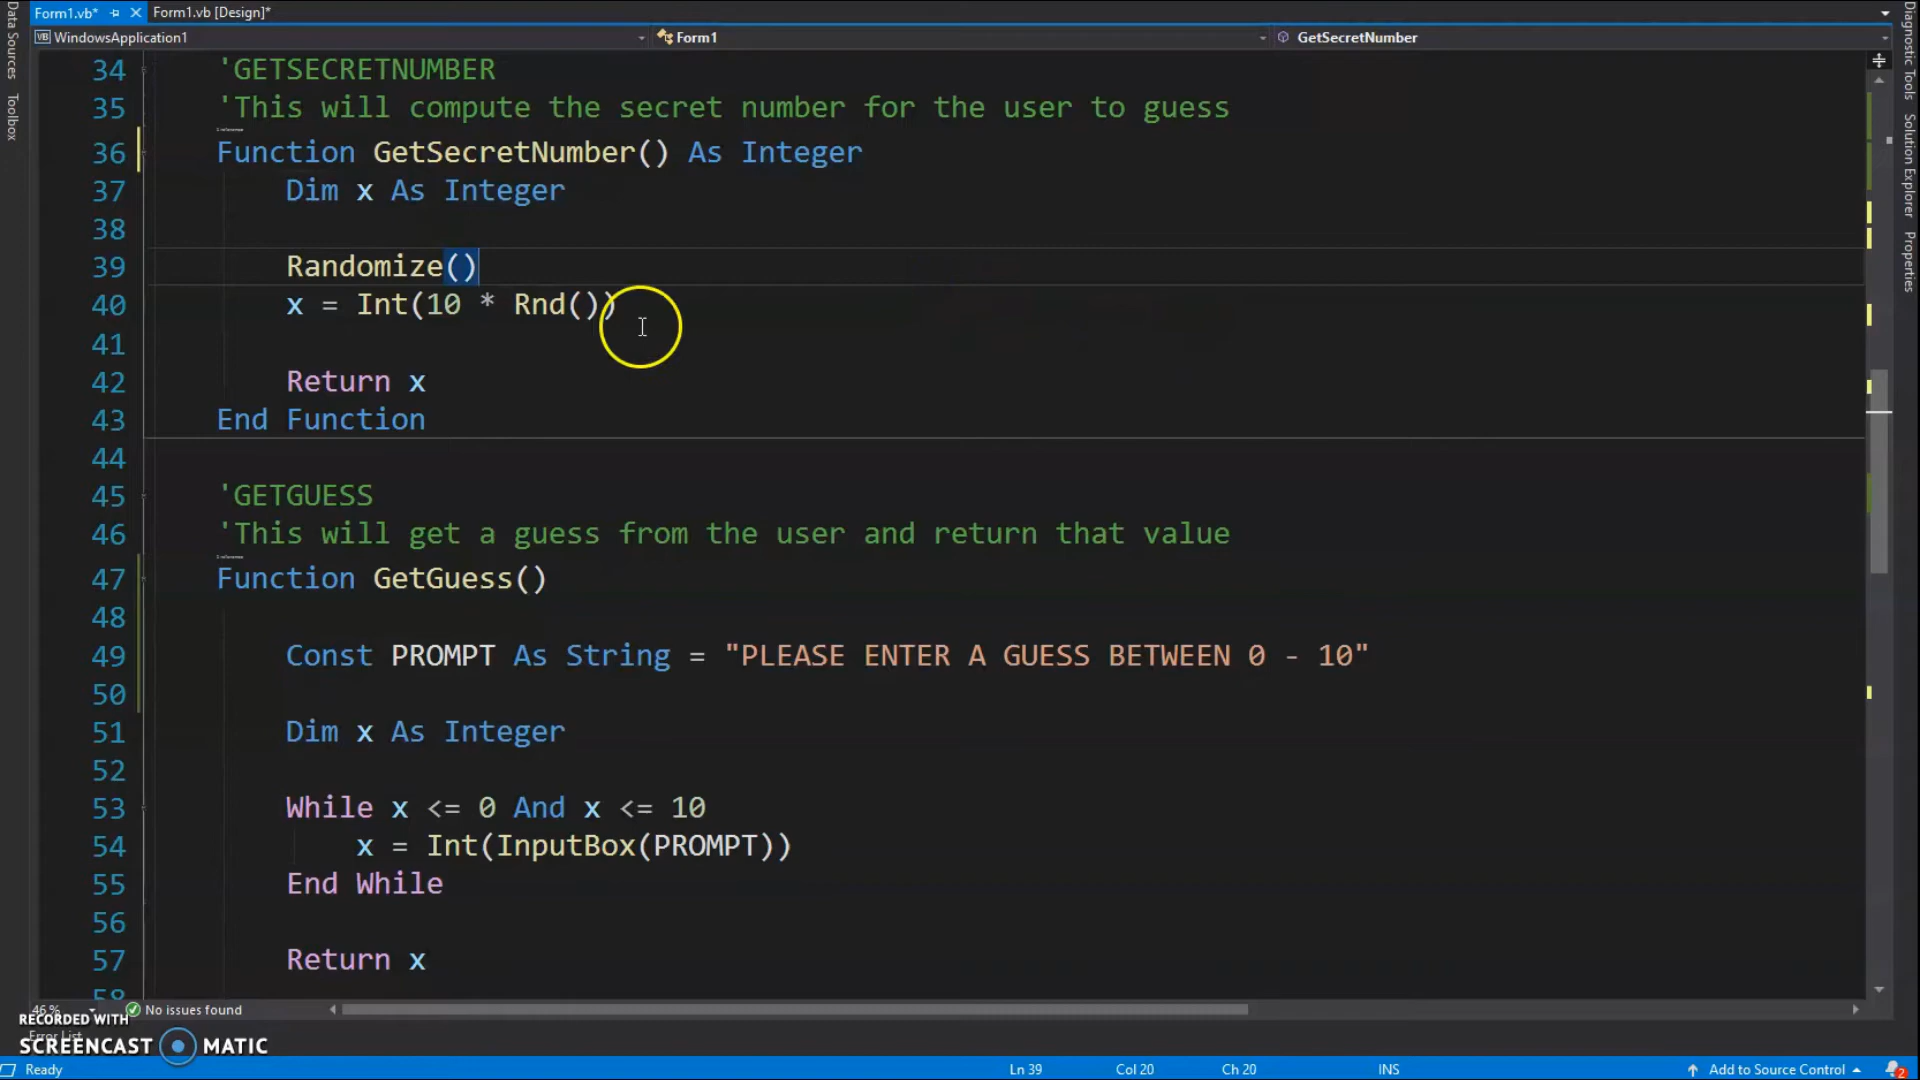 Form1.vb* Form1.vb [Design]*
WindowsApplication1 Form1 GetSecretNumber
Data Sources
Toolbox
Diagnostic Tools
Solution Explorer
Properties
34 'GETSECRETNUMBER
35 'This will compute the secret number for the user to guess
36 Function GetSecretNumber() As Integer
37 Dim x As Integer
38
39 Randomize()
40 x = Int(10 * Rnd())
41
42 Return x
43 End Function
44
45 'GETGUESS
46 'This will get a guess from the user and return that value
47 Function GetGuess()
48
49 Const PROMPT As String = "PLEASE ENTER A GUESS BETWEEN 0 - 10"
50
51 Dim x As Integer
52
53 While x <= 0 And x <= 10
54 x = Int(InputBox(PROMPT))
55 End While
56
57 Return x
58
46 % No issues found
RECORDED WITH
Error List
SCREENCAST MATIC
Ready Ln 39 Col 20 Ch 20 INS Add to Source Control 2